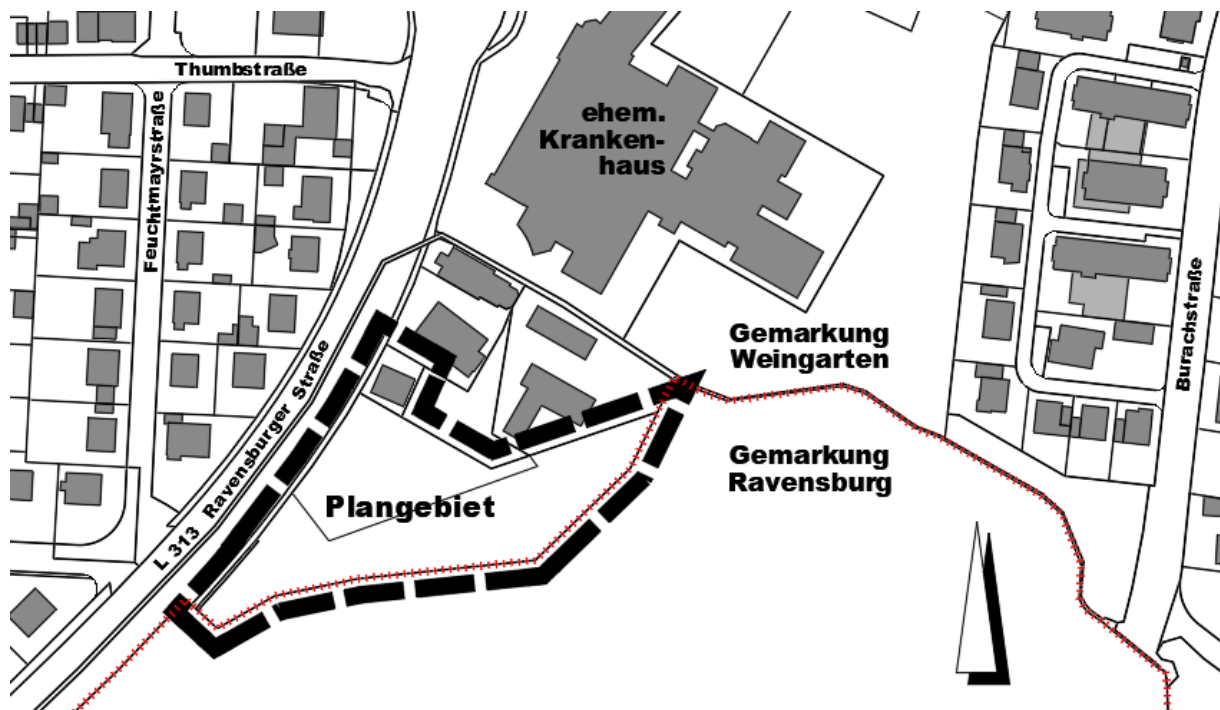 Thumbstraße
Feuchtmayrstraße
ehem.
Kranken-
haus
L 313 Ravensburger Straße
Gemarkung
Weingarten
Burachstraße
Gemarkung
Ravensburg
Plangebiet